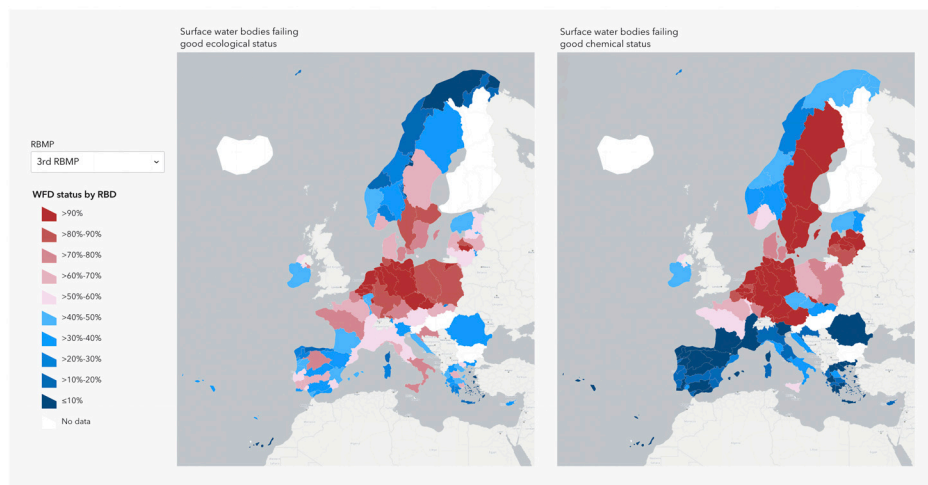 Surface water bodies failing
good ecological status
Surface water bodies failing
good chemical status
RBMP
3rd RBMP
WFD status by RBD
>90%
>80%-90%
>70%-80%
>60%-70%
>50%-60%
>40%-50%
>30%-40%
>20%-30%
>10%-20%
≤10%
No data